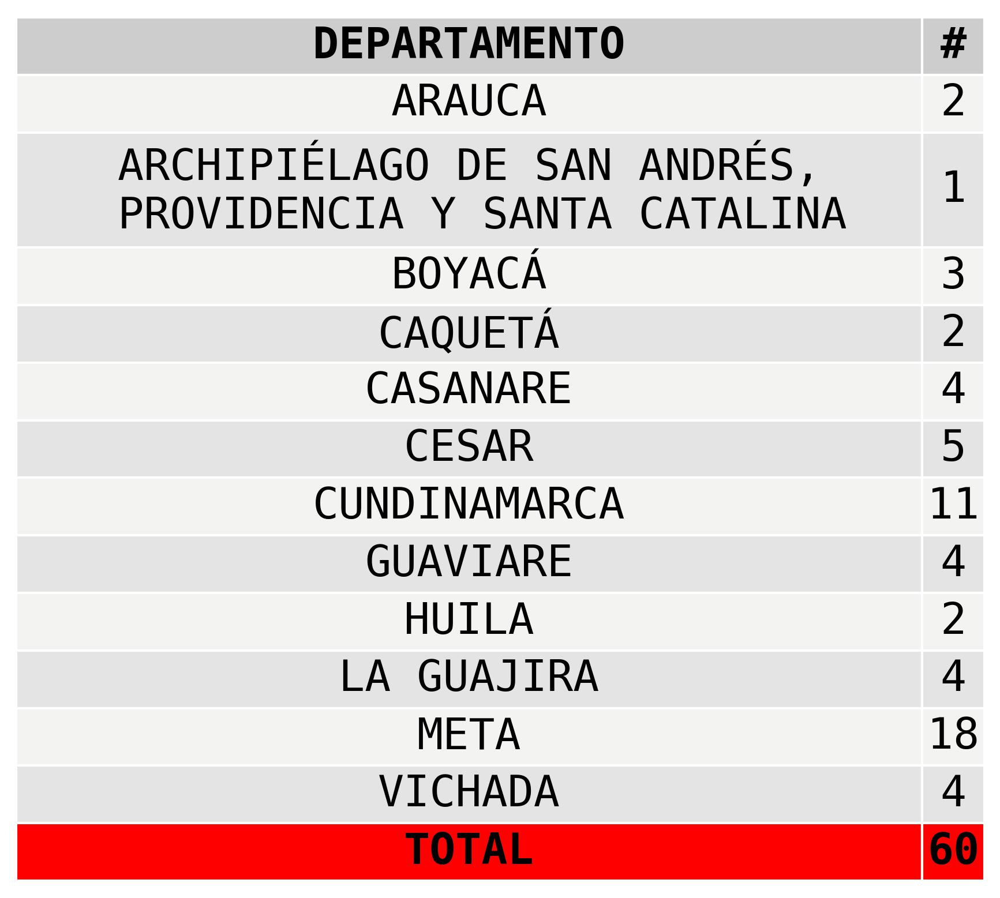 DEPARTAMENTO #
ARAUCA 2
ARCHIPIÉLAGO DE SAN ANDRÉS,
PROVIDENCIA Y SANTA CATALINA 1
BOYACÁ 3
CAQUETÁ 2
CASANARE 4
CESAR 5
CUNDINAMARCA 11
GUAVIARE 4
HUILA 2
LA GUAJIRA 4
META 18
VICHADA 4
TOTAL 60